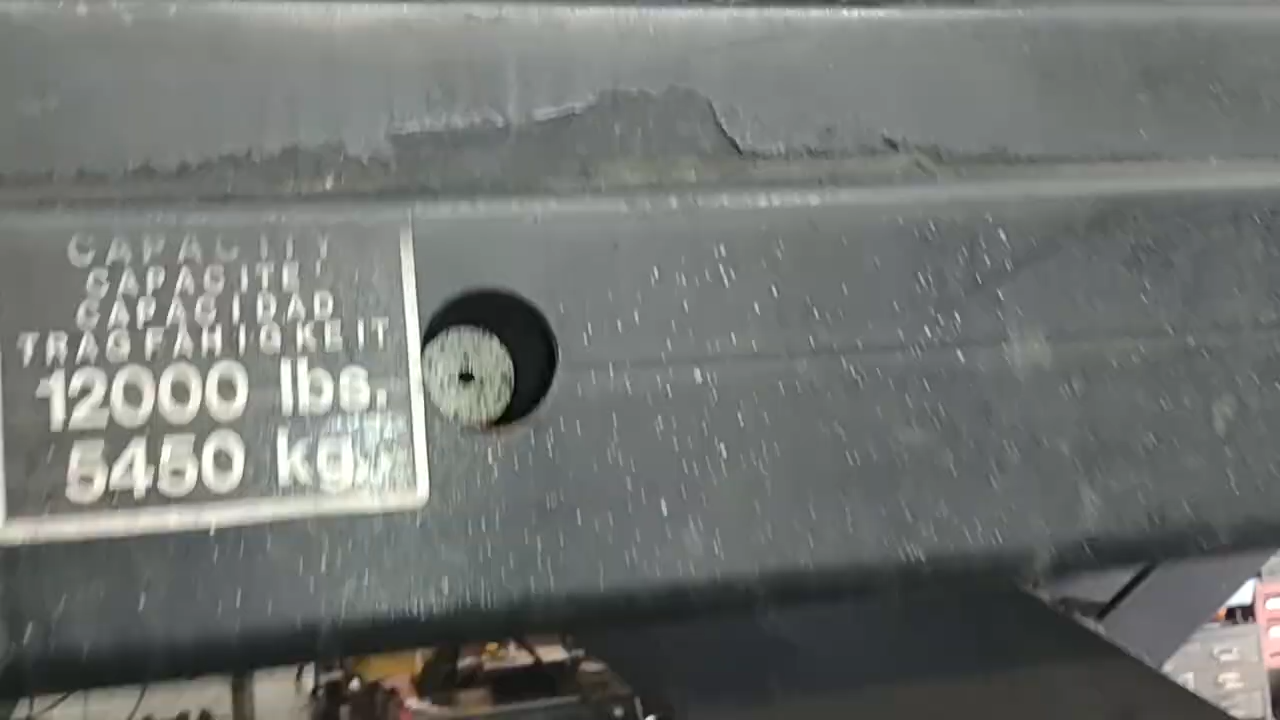 CAPACITY
CAPACITE'
CAPACIDAD
TRAGFAHIGKEIT
12000 lbs.
5450 kg.